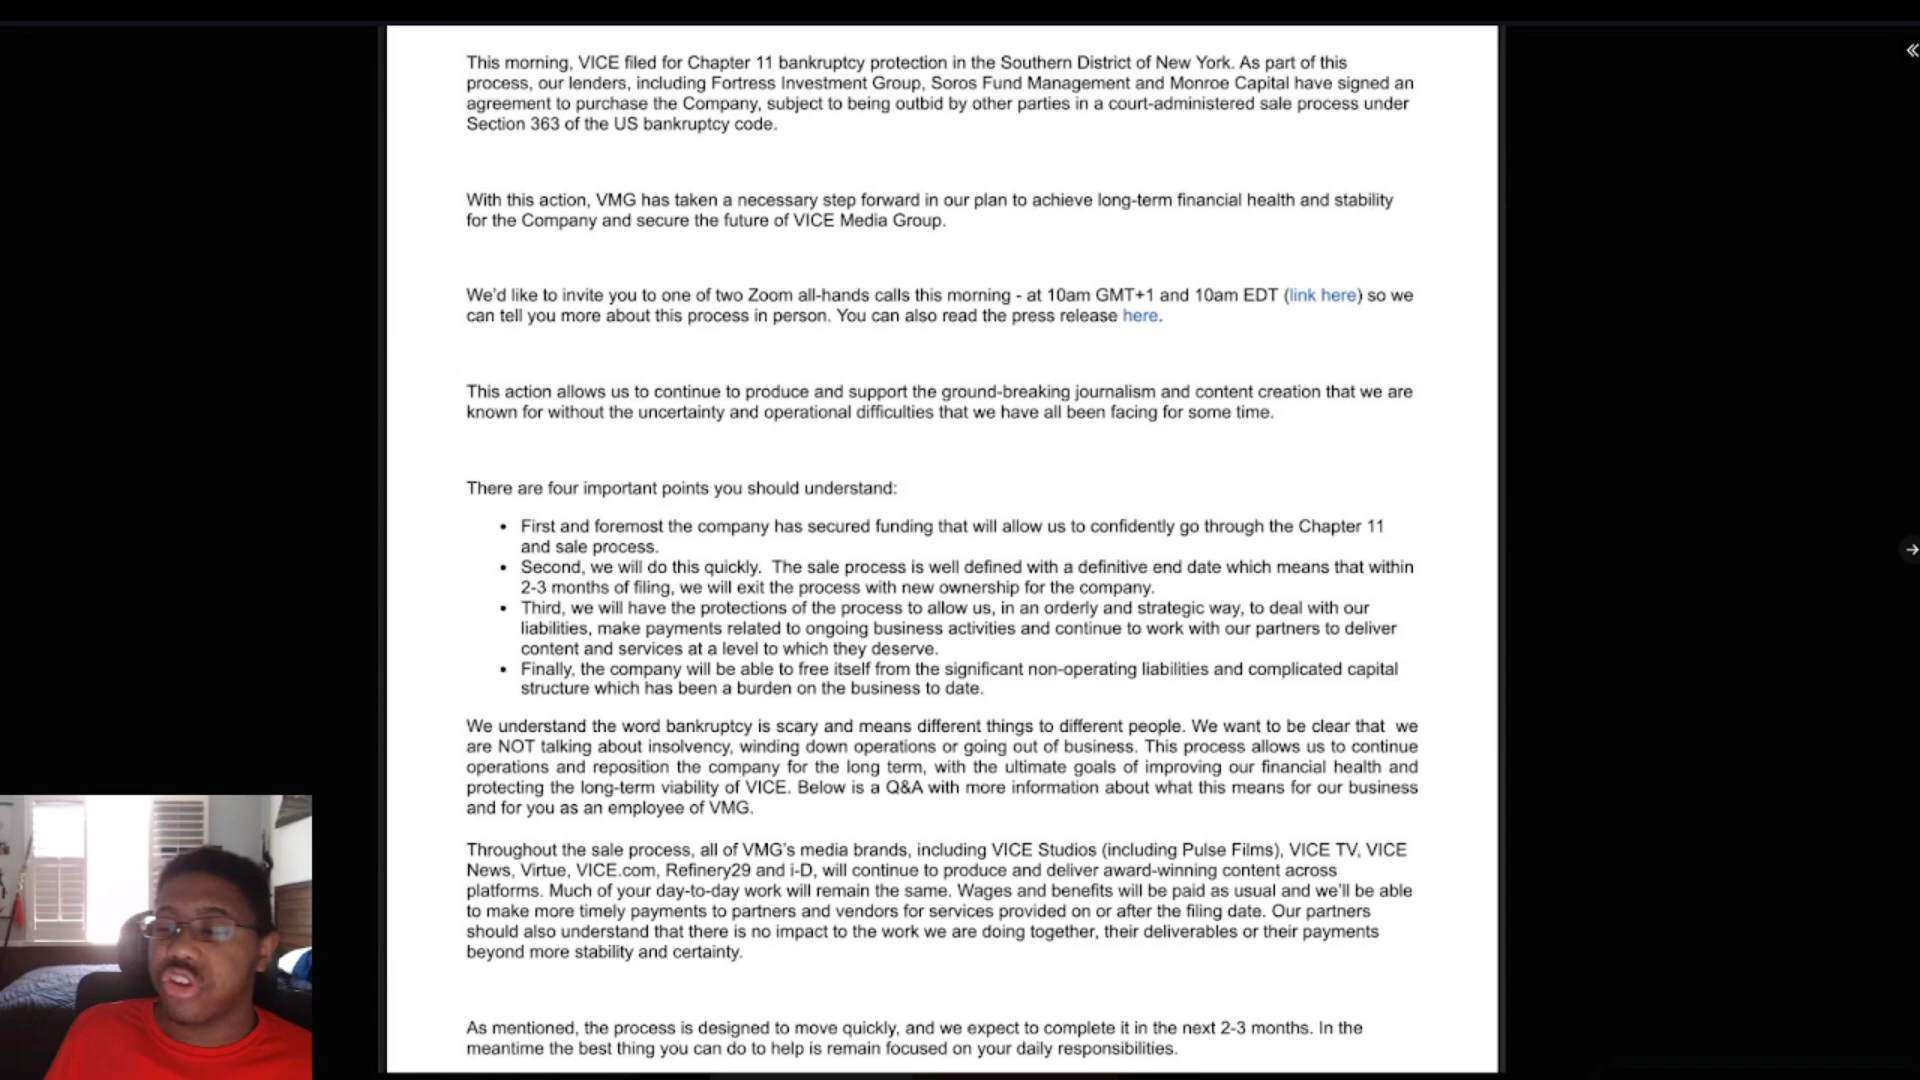 This morning, VICE filed for Chapter 11 bankruptcy protection in the Southern District of New York. As part of this
process, our lenders, including Fortress Investment Group, Soros Fund Management and Monroe Capital have signed an
agreement to purchase the Company, subject to being outbid by other parties in a court-administered sale process under
Section 363 of the US bankruptcy code.
With this action, VMG has taken a necessary step forward in our plan to achieve long-term financial health and stability
for the Company and secure the future of VICE Media Group.
We'd like to invite you to one of two Zoom all-hands calls this morning - at 10am GMT+1 and 10am EDT (link here) so we
can tell you more about this process in person. You can also read the press release here.
This action allows us to continue to produce and support the ground-breaking journalism and content creation that we are
known for without the uncertainty and operational difficulties that we have all been facing for some time.
There are four important points you should understand:
• First and foremost the company has secured funding that will allow us to confidently go through the Chapter 11
and sale process.
• Second, we will do this quickly.  The sale process is well defined with a definitive end date which means that within
2-3 months of filing, we will exit the process with new ownership for the company.
• Third, we will have the protections of the process to allow us, in an orderly and strategic way, to deal with our
liabilities, make payments related to ongoing business activities and continue to work with our partners to deliver
content and services at a level to which they deserve.
• Finally, the company will be able to free itself from the significant non-operating liabilities and complicated capital
structure which has been a burden on the business to date.
We understand the word bankruptcy is scary and means different things to different people. We want to be clear that  we
are NOT talking about insolvency, winding down operations or going out of business. This process allows us to continue
operations and reposition the company for the long term, with the ultimate goals of improving our financial health and
protecting the long-term viability of VICE. Below is a Q&A with more information about what this means for our business
and for you as an employee of VMG.
Throughout the sale process, all of VMG's media brands, including VICE Studios (including Pulse Films), VICE TV, VICE
News, Virtue, VICE.com, Refinery29 and i-D, will continue to produce and deliver award-winning content across
platforms. Much of your day-to-day work will remain the same. Wages and benefits will be paid as usual and we'll be able
to make more timely payments to partners and vendors for services provided on or after the filing date. Our partners
should also understand that there is no impact to the work we are doing together, their deliverables or their payments
beyond more stability and certainty.
As mentioned, the process is designed to move quickly, and we expect to complete it in the next 2-3 months. In the
meantime the best thing you can do to help is remain focused on your daily responsibilities.